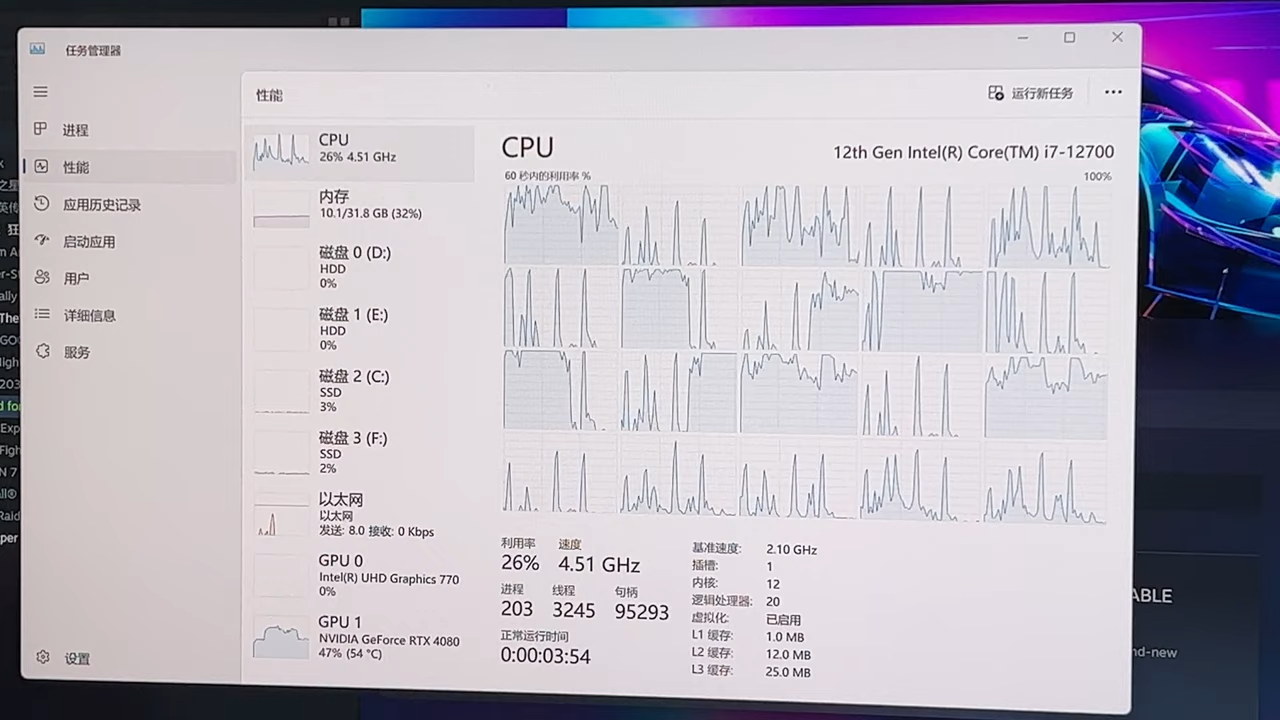 任务管理器
进程
性能
应用历史记录
启动应用
用户
详细信息
服务
设置
性能
运行新任务
CPU
26% 4.51 GHz
内存
10.1/31.8 GB (32%)
磁盘 0 (D:)
HDD
0%
磁盘 1 (E:)
HDD
0%
磁盘 2 (C:)
SSD
3%
磁盘 3 (F:)
SSD
2%
以太网
以太网
发送: 8.0 接收: 0 Kbps
GPU 0
Intel(R) UHD Graphics 770
0%
GPU 1
NVIDIA GeForce RTX 4080
47% (54 °C)
CPU
12th Gen Intel(R) Core(TM) i7-12700
60 秒内的利用率 %
100%
利用率
速度
26%
4.51 GHz
进程
线程
句柄
203
3245
95293
正常运行时间
0:00:03:54
基准速度: 2.10 GHz
插槽: 1
内核: 12
逻辑处理器: 20
虚拟化: 已启用
L1 缓存: 1.0 MB
L2 缓存: 12.0 MB
L3 缓存: 25.0 MB